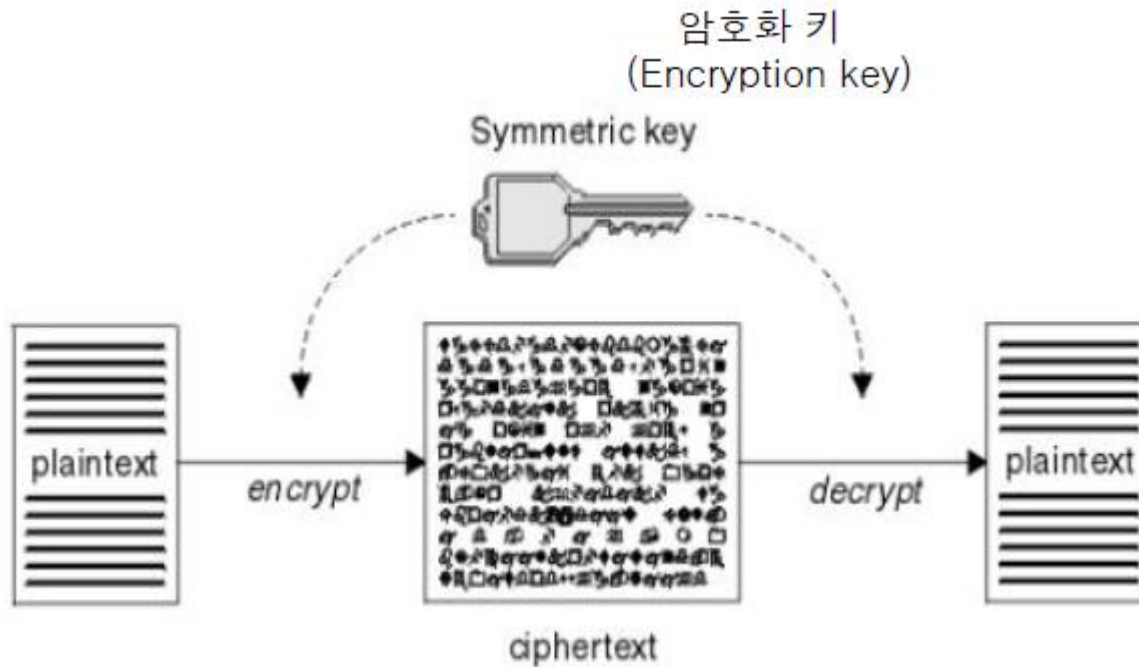 암호화 키
(Encryption key)
Symmetric key
plaintext
encrypt
decrypt
plaintext
ciphertext